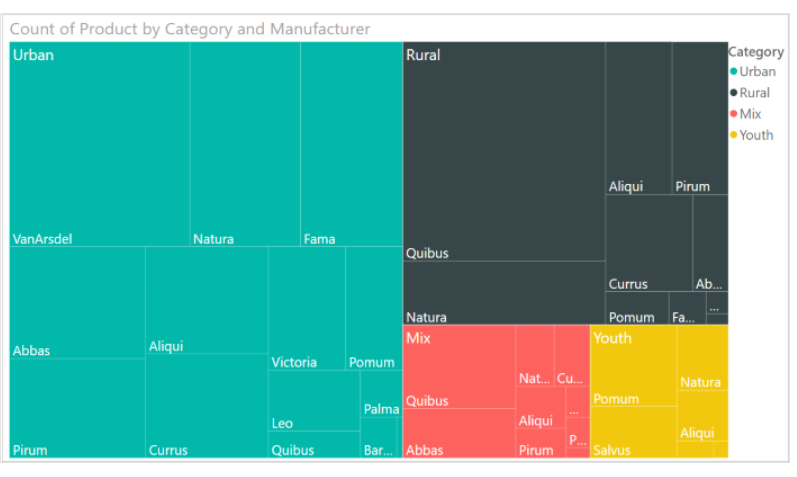 Count of Product by Category and Manufacturer
Urban
VanArsdel
Natura
Fama
Abbas
Aliqui
Victoria
Pomum
Pirum
Currus
Leo
Palma
Quibus
Bar...
Rural
Quibus
Natura
Aliqui
Pirum
Currus
Ab...
Pomum
Fa...
...
Mix
Quibus
Abbas
Nat...
Cu...
Aliqui
...
Pirum
P...
Youth
Pomum
Salvus
Natura
Aliqui
Category
Urban
Rural
Mix
Youth